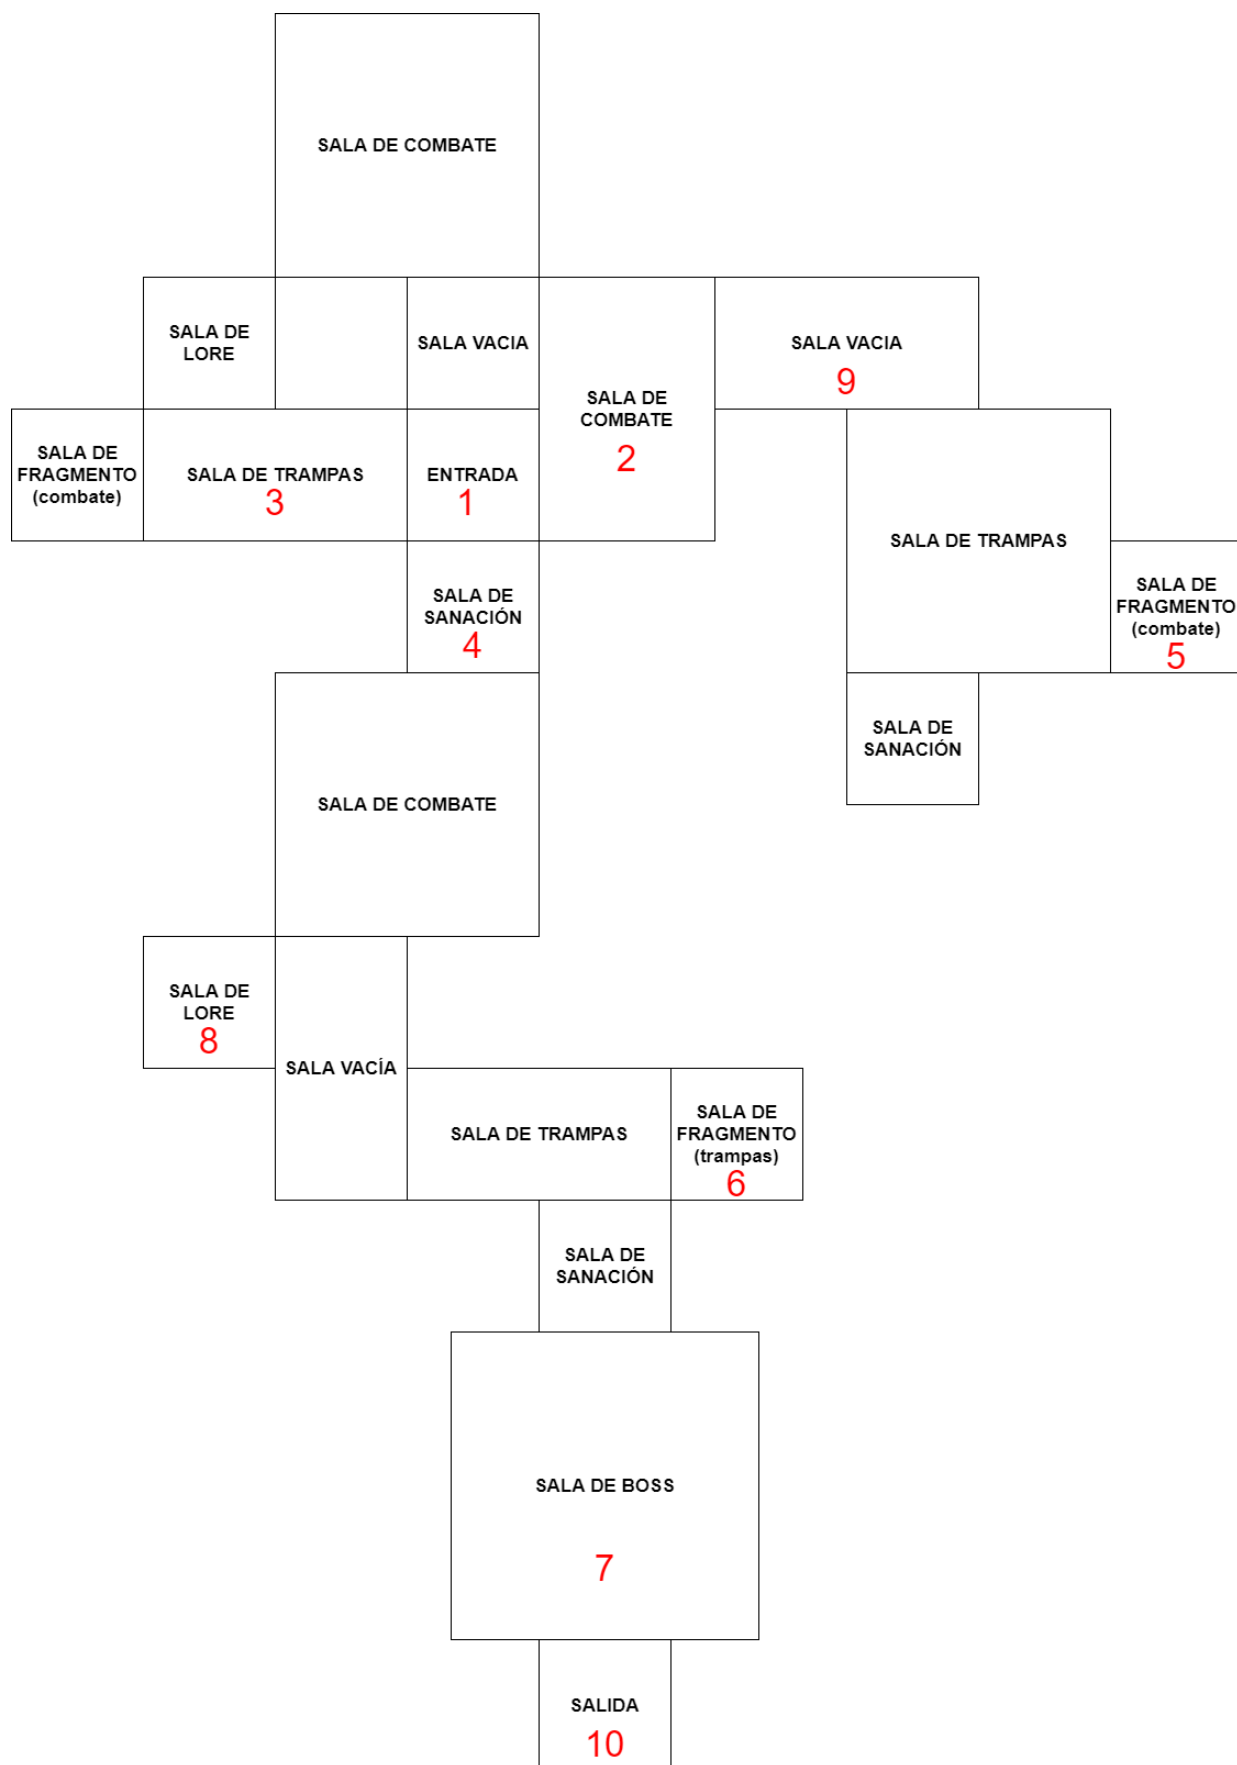 SALA DE COMBATE
SALA DE
LORE
SALA VACIA
SALA DE
COMBATE
2
SALA VACIA
9
SALA DE
FRAGMENTO
(combate)
SALA DE TRAMPAS
3
ENTRADA
1
SALA DE TRAMPAS
SALA DE
FRAGMENTO
(combate)
5
SALA DE
SANACIÓN
4
SALA DE
SANACIÓN
SALA DE COMBATE
SALA DE
LORE
8
SALA VACÍA
SALA DE TRAMPAS
SALA DE
FRAGMENTO
(trampas)
6
SALA DE
SANACIÓN
SALA DE BOSS
7
SALIDA
10